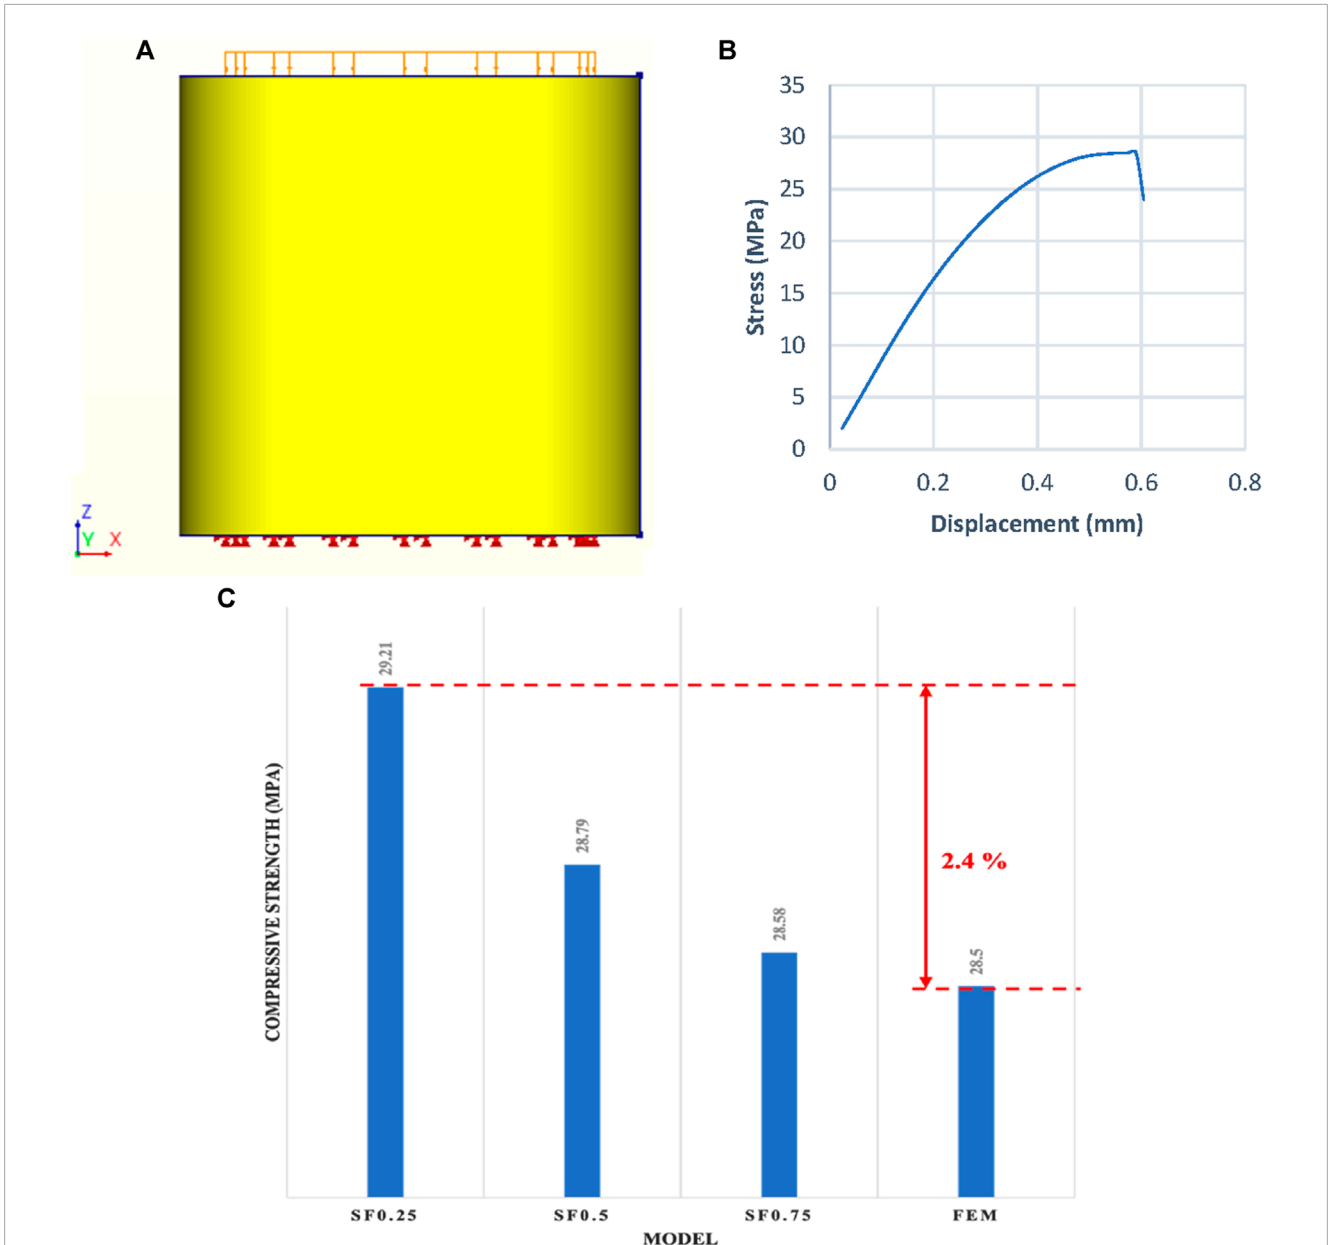 A
B
Z
Y X
35
30
25
20
15
10
5
0
Stress (MPa)
0 0.2 0.4 0.6 0.8
Displacement (mm)
C
COMPRESSIVE STRENGTH (MPA)
29.21
28.79
28.58
28.5
2.4 %
SF0.25 SF0.5 SF0.75 FEM
MODEL